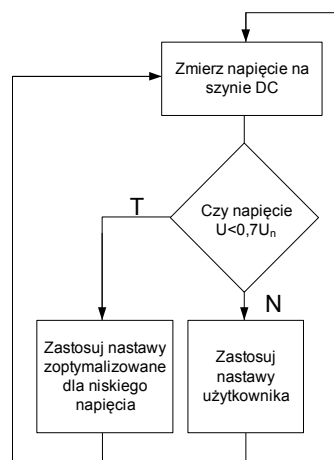 Zmierz napięcie na
szynie DC
Czy napięcie
U<0,7Uₙ
T
N
Zastosuj nastawy
zoptymalizowane
dla niskiego
napięcia
Zastosuj
nastawy
użytkownika